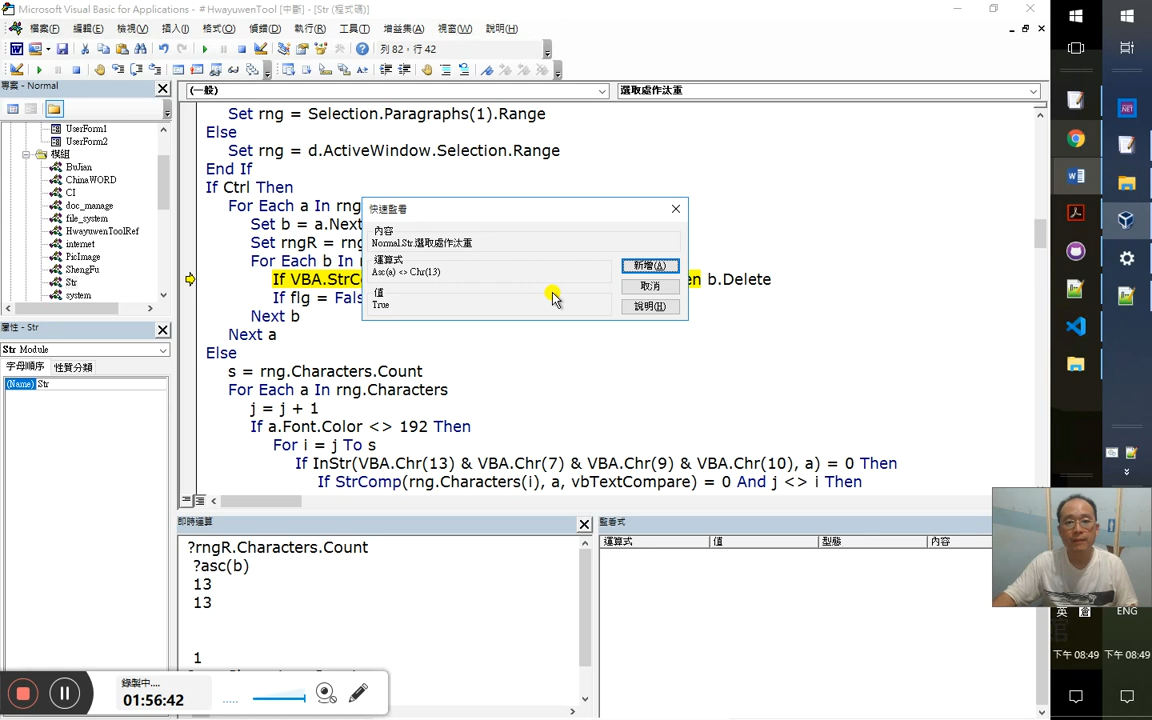 Microsoft Visual Basic for Applications - # HwayuwenTool [中斷] - [Str (程式碼)]
檔案(F) 編輯(E) 檢視(V) 插入(I) 格式(O) 偵錯(D) 執行(R) 工具(T) 增益集(A) 視窗(W) 說明(H)
列 82，行 42
專案 - Normal
(一般)
選取處作汰重
UserForm1
UserForm2
模組
BuJian
ChinaWORD
CI
doc_manage
file_system
HwayuwenToolRef
internet
PicImage
ShengFu
Str
system
Set rng = Selection.Paragraphs(1).Range
Else
Set rng = d.ActiveWindow.Selection.Range
End If
If Ctrl Then
For Each a In rng
Set b = a.Next
Set rngR = rng
For Each b In
If VBA.StrCo
en b.Delete
If flg = Fals
Next b
Next a
Else
s = rng.Characters.Count
For Each a In rng.Characters
j = j + 1
If a.Font.Color <> 192 Then
For i = j To s
If InStr(VBA.Chr(13) & VBA.Chr(7) & VBA.Chr(9) & VBA.Chr(10), a) = 0 Then
If StrComp(rng.Characters(i), a, vbTextCompare) = 0 And j <> i Then
快速監看
內容
Normal.Str.選取處作汰重
運算式
Asc(a) <> Chr(13)
值
True
新增(A)
取消
說明(H)
屬性 - Str
Str Module
字母順序 性質分類
(Name) Str
即時運算
?rngR.Characters.Count
?asc(b)
13
13
1
監看式
運算式 值 型態 內容
錄製中....
01:56:42
英 ENG
下午 08:49 下午 08:49